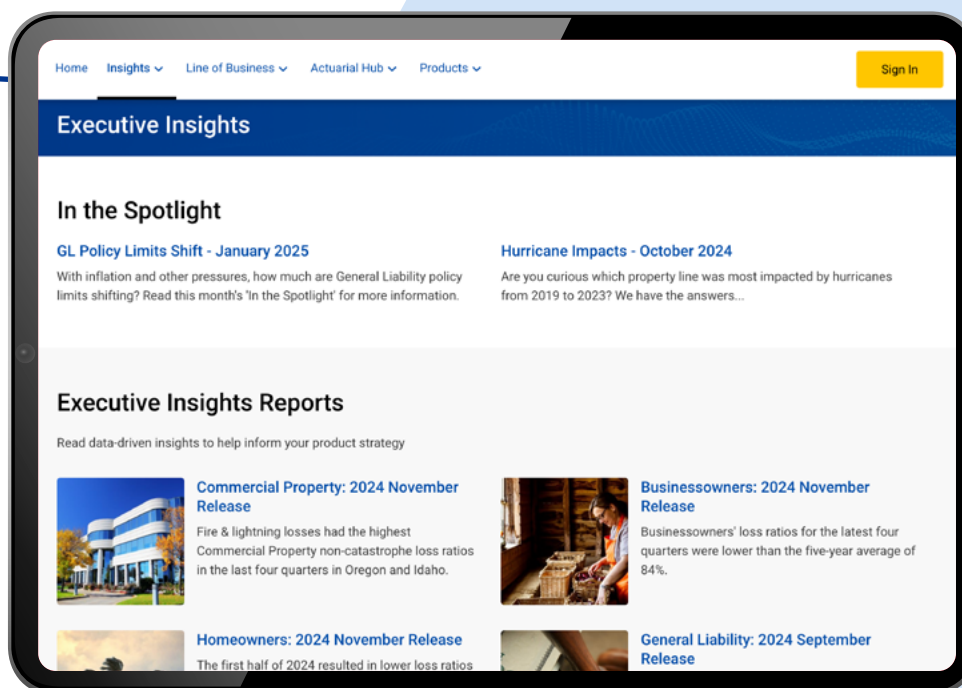 Home Insights Line of Business Actuarial Hub Products Sign In
Executive Insights
In the Spotlight
GL Policy Limits Shift - January 2025
With inflation and other pressures, how much are General Liability policy
limits shifting? Read this month's 'In the Spotlight' for more information.
Hurricane Impacts - October 2024
Are you curious which property line was most impacted by hurricanes
from 2019 to 2023? We have the answers...
Executive Insights Reports
Read data-driven insights to help inform your product strategy
Commercial Property: 2024 November
Release
Fire & lightning losses had the highest
Commercial Property non-catastrophe loss ratios
in the last four quarters in Oregon and Idaho.
Businessowners: 2024 November
Release
Businessowners' loss ratios for the latest four
quarters were lower than the five-year average of
84%.
Homeowners: 2024 November Release
The first half of 2024 resulted in lower loss ratios
General Liability: 2024 September
Release